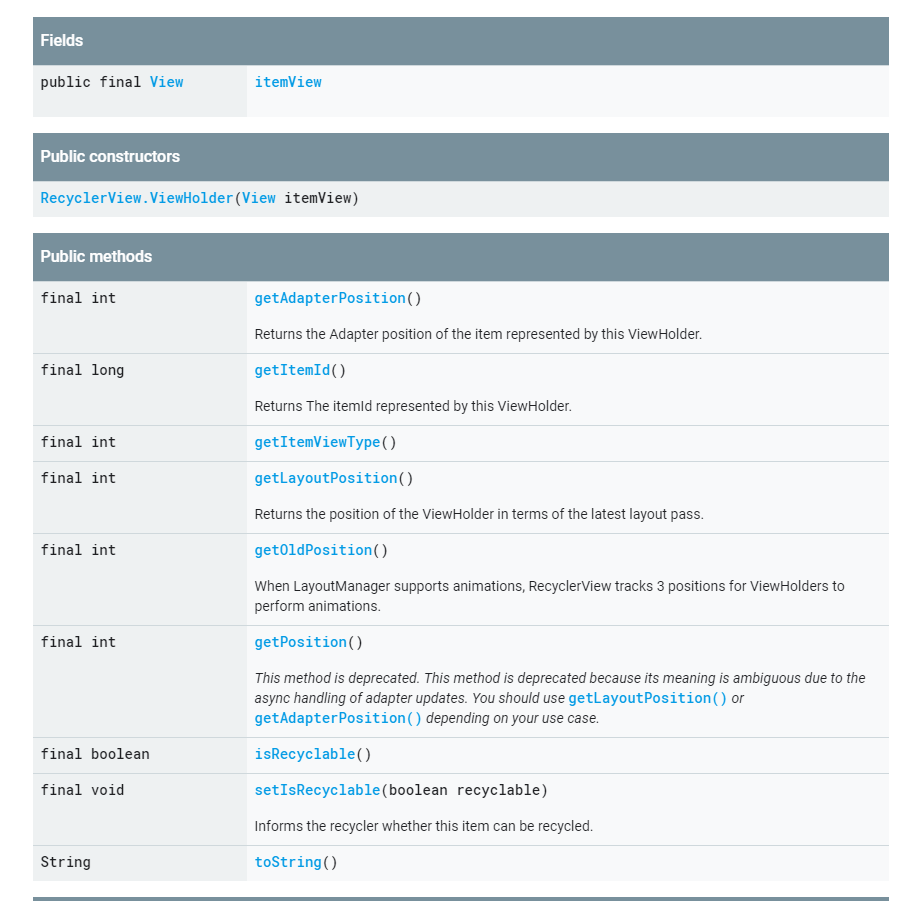 Fields
public final View itemView
Public constructors
RecyclerView.ViewHolder(View itemView)
Public methods
final int getAdapterPosition()
Returns the Adapter position of the item represented by this ViewHolder.
final long getItemId()
Returns The itemId represented by this ViewHolder.
final int getItemViewType()
final int getLayoutPosition()
Returns the position of the ViewHolder in terms of the latest layout pass.
final int getOldPosition()
When LayoutManager supports animations, RecyclerView tracks 3 positions for ViewHolders to
perform animations.
final int getPosition()
This method is deprecated. This method is deprecated because its meaning is ambiguous due to the
async handling of adapter updates. You should use getLayoutPosition() or
getAdapterPosition() depending on your use case.
final boolean isRecyclable()
final void setIsRecyclable(boolean recyclable)
Informs the recycler whether this item can be recycled.
String toString()